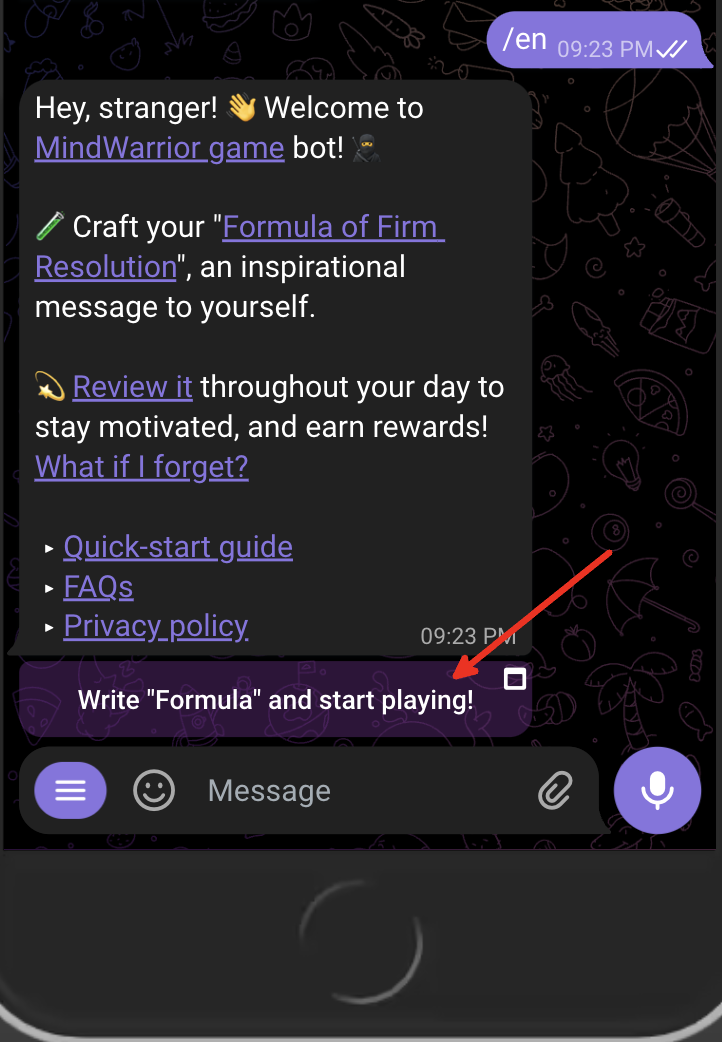 /en 09:23 PM
Hey, stranger! 👋 Welcome to
MindWarrior game bot! 🥷
🧪 Craft your "Formula of Firm
Resolution", an inspirational
message to yourself.
💫 Review it throughout your day to
stay motivated, and earn rewards!
What if I forget?
▸ Quick-start guide
▸ FAQs
▸ Privacy policy
09:23 PM
Write "Formula" and start playing!
Message